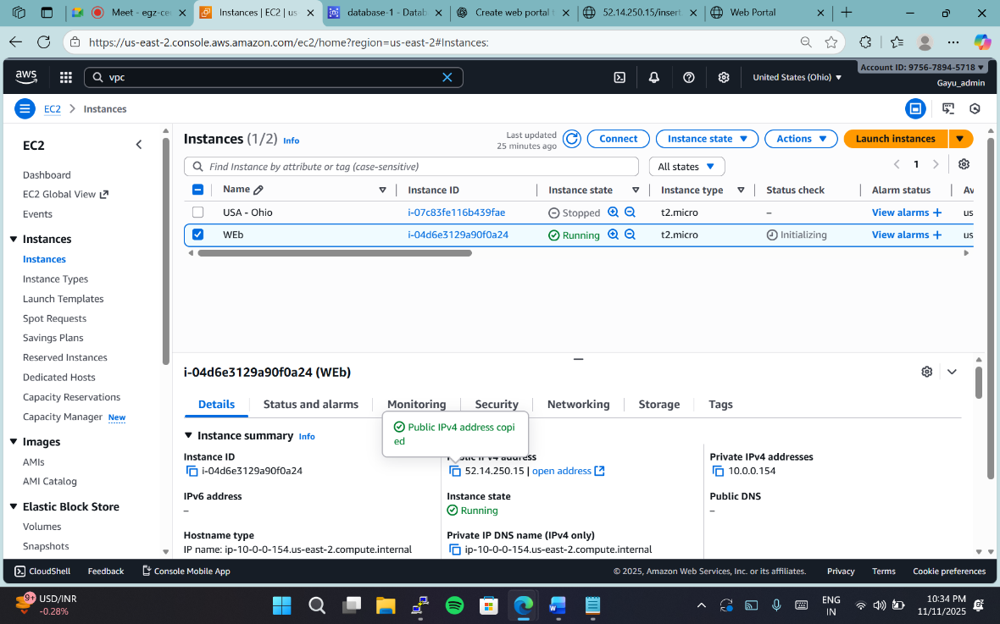 Meet - egz-ce
Instances | EC2 | us
database-1 - Datab
Create web portal
52.14.250.15/insert
Web Portal
https://us-east-2.console.aws.amazon.com/ec2/home?region=us-east-2#Instances:
aws
vpc
United States (Ohio)
Account ID: 9756-7894-5718
Gayu_admin
EC2
Instances
EC2
Dashboard
EC2 Global View
Events
Instances
Instances
Instance Types
Launch Templates
Spot Requests
Savings Plans
Reserved Instances
Dedicated Hosts
Capacity Reservations
Capacity Manager New
Images
AMIs
AMI Catalog
Elastic Block Store
Volumes
Snapshots
Instances (1/2) Info
Last updated
25 minutes ago
Connect
Instance state
Actions
Launch instances
Find Instance by attribute or tag (case-sensitive)
All states
1
Name Instance ID Instance state Instance type Status check Alarm status Av
USA - Ohio i-07c83fe116b439fae Stopped t2.micro – View alarms + us
WEb i-04d6e3129a90f0a24 Running t2.micro Initializing View alarms + us
i-04d6e3129a90f0a24 (WEb)
Details
Status and alarms
Monitoring
Security
Networking
Storage
Tags
Public IPv4 address copi
ed
Instance summary Info
Instance ID
i-04d6e3129a90f0a24
IPv6 address
–
Hostname type
IP name: ip-10-0-0-154.us-east-2.compute.internal
Public IPv4 address
52.14.250.15 | open address
Instance state
Running
Private IP DNS name (IPv4 only)
ip-10-0-0-154.us-east-2.compute.internal
Private IPv4 addresses
10.0.0.154
Public DNS
–
CloudShell
Feedback
Console Mobile App
© 2025, Amazon Web Services, Inc. or its affiliates.
Privacy
Terms
Cookie preferences
9+
USD/INR
-0.28%
ENG
IN
10:34 PM
11/11/2025